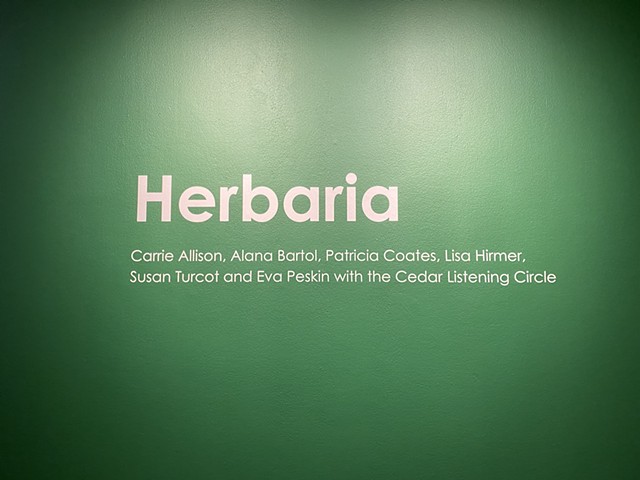 Herbaria
Carrie Allison, Alana Bartol, Patricia Coates, Lisa Hirmer,
Susan Turcot and Eva Peskin with the Cedar Listening Circle